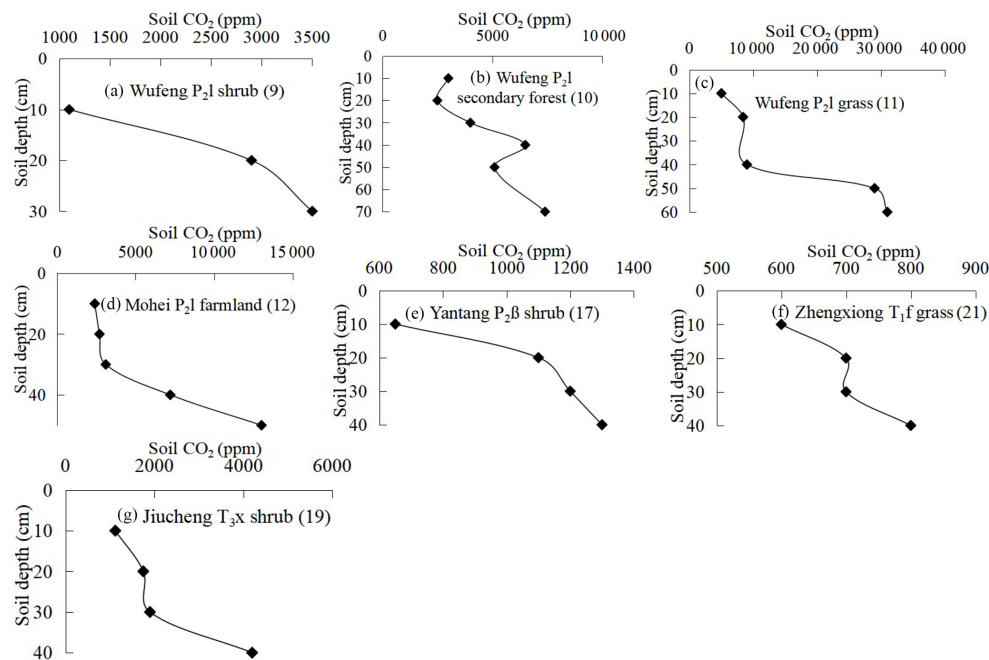 Soil CO2 (ppm)
1000 1500 2000 2500 3000 3500
0
10
20
30
Soil depth (cm)
(a) Wufeng P2l shrub (9)
Soil CO2 (ppm)
0 5000 10 000
0
10
20
30
40
50
60
70
Soil depth (cm)
(b) Wufeng P2l
secondary forest (10)
Soil CO2 (ppm)
0 10 000 20 000 30 000 40 000
0
10
20
30
40
50
60
Soil depth (cm)
(c)
Wufeng P2l grass (11)
Soil CO2 (ppm)
0 5000 10 000 15 000
0
20
40
Soil depth (cm)
(d) Mohei P2l farmland (12)
Soil CO2 (ppm)
600 800 1000 1200 1400
0
10
20
30
40
Soil depth (cm)
(e) Yantang P2ß shrub (17)
Soil CO2 (ppm)
500 600 700 800 900
0
10
20
30
40
Soil depth (cm)
(f) Zhengxiong T1f grass (21)
Soil CO2 (ppm)
0 2000 4000 6000
0
10
20
30
40
Soil depth (cm)
(g) Jiucheng T3x shrub (19)